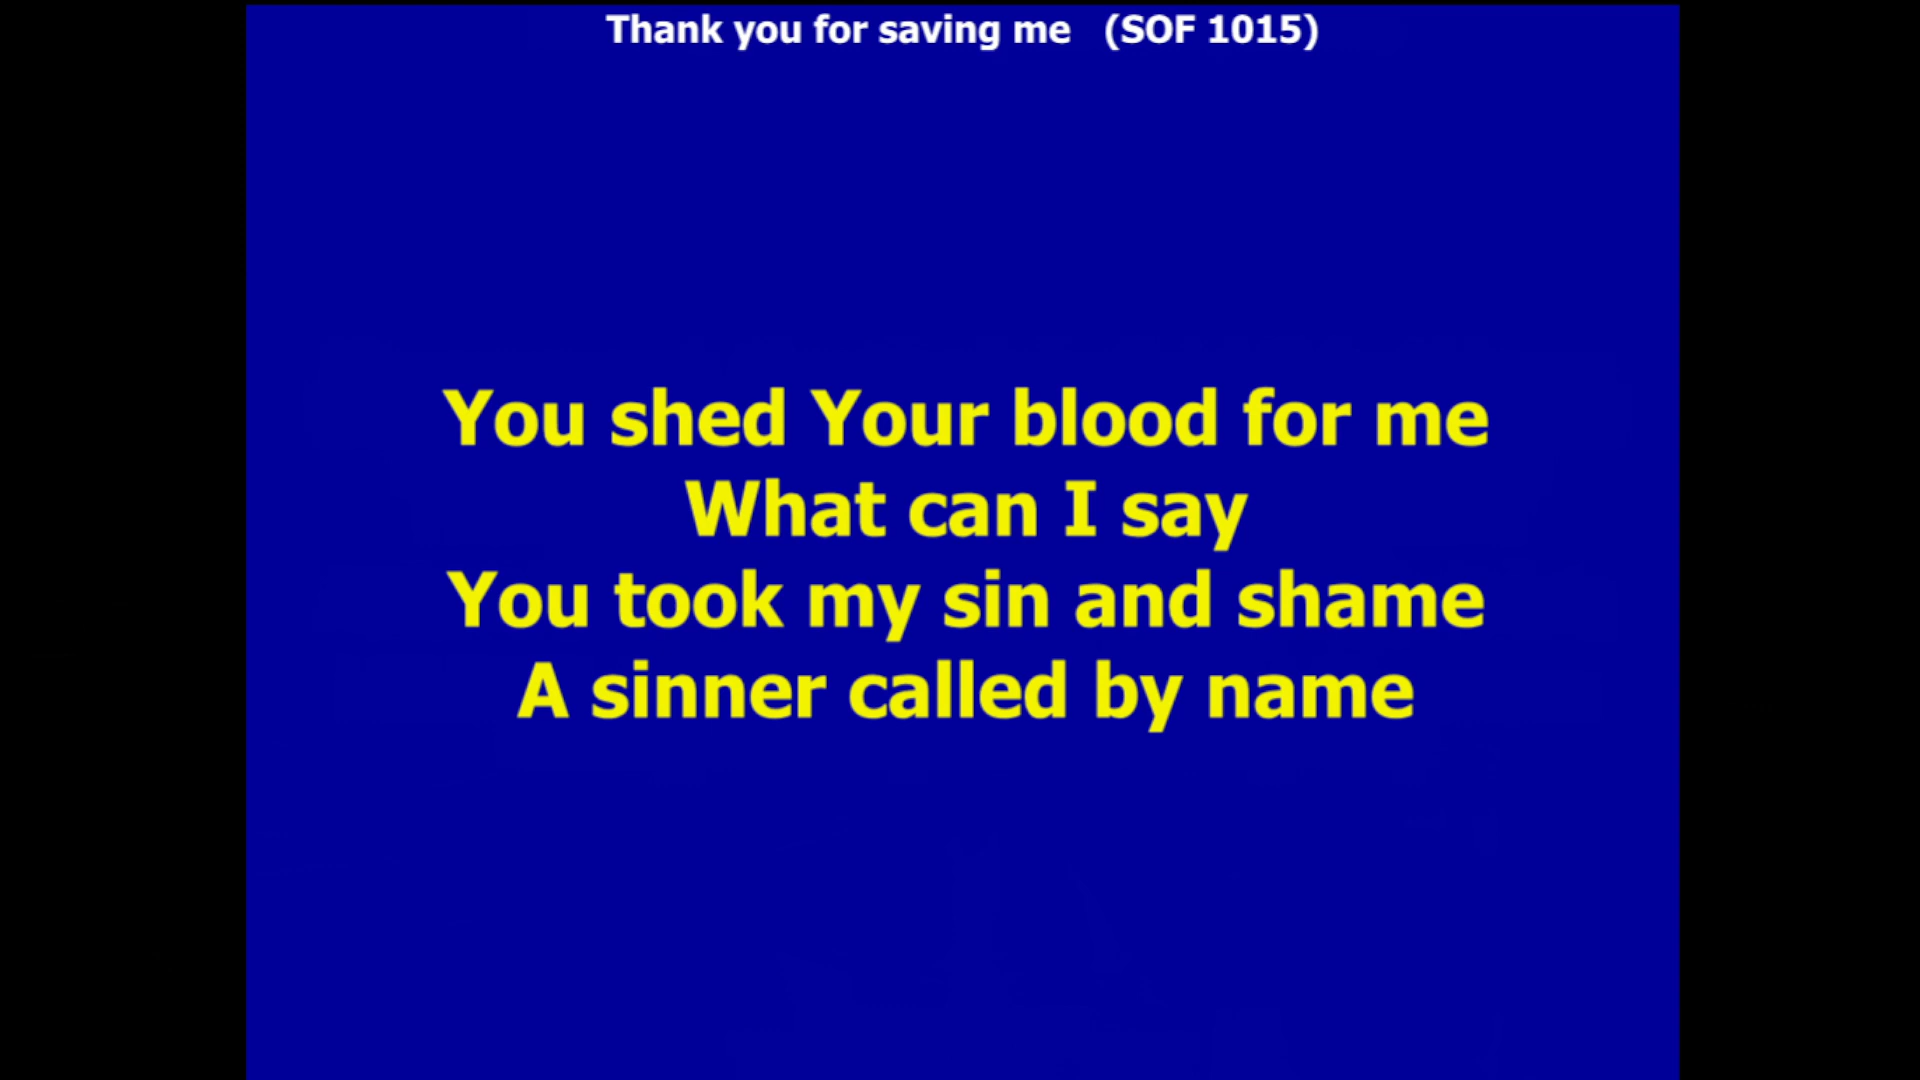 Thank you for saving me (SOF 1015)
You shed Your blood for me
What can I say
You took my sin and shame
A sinner called by name